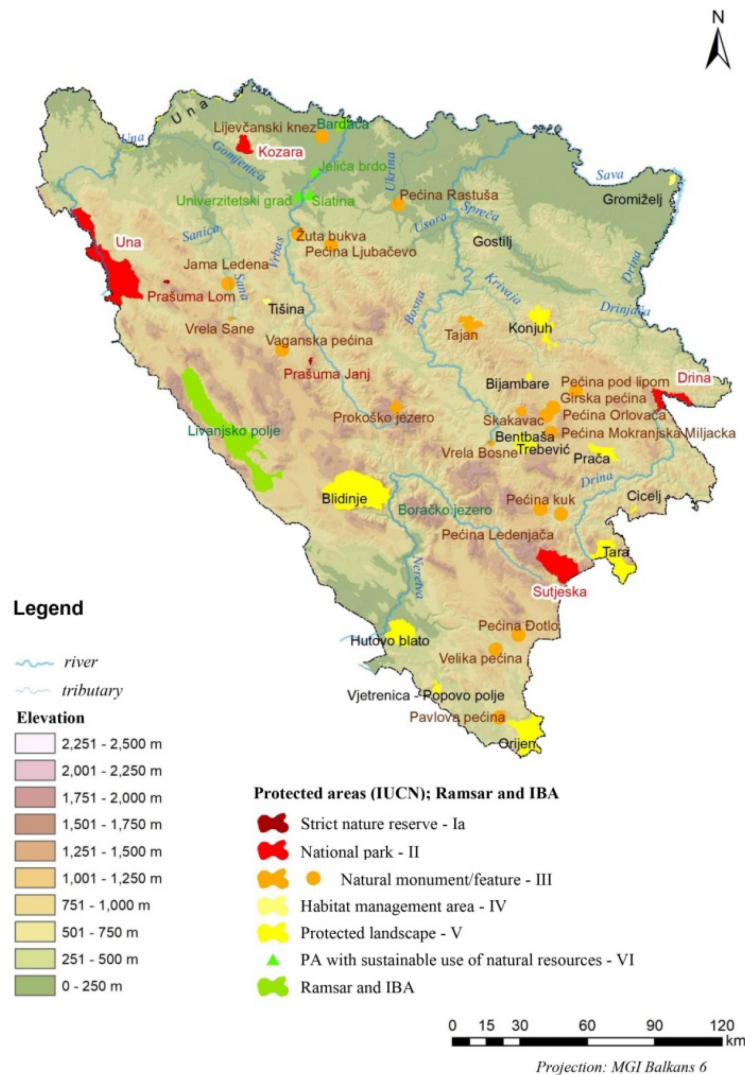 N
Una
Una
Lijevčanski knez
Bardača
Kozara
Gomjenica
Jelića brdo
Ukrina
Sava
Univerzitetski grad
Slatina
Pećina Rastuša
Gromiželj
Usora
Spreča
Una
Sanica
Vrbas
Žuta bukva
Pećina Ljubačevo
Gostilj
Drina
Jama Ledena
Sana
Krivaja
Prašuma Lom
Tišina
Bosna
Drinjača
Vrela Sane
Tajan
Konjuh
Vaganska pećina
Prašuma Janj
Bijambare
Pećina pod lipom
Drina
Girska pećina
Prokoško jezero
Skakavac
Pećina Orlovača
Livanjsko polje
Bentbaša
Pećina Mokranjska Miljacka
Vrela Bosne
Trebević
Prača
Drina
Blidinje
Boračko jezero
Pećina kuk
Cicelj
Pećina Ledenjača
Tara
Neretva
Sutjeska
Hutovo blato
Pećina Đotlo
Velika pećina
Vjetrenica - Popovo polje
Pavlova pećina
Orijen
Legend
river
tributary
Elevation
2,251 - 2,500 m
2,001 - 2,250 m
1,751 - 2,000 m
1,501 - 1,750 m
1,251 - 1,500 m
1,001 - 1,250 m
751 - 1,000 m
501 - 750 m
251 - 500 m
0 - 250 m
Protected areas (IUCN); Ramsar and IBA
Strict nature reserve - Ia
National park - II
Natural monument/feature - III
Habitat management area - IV
Protected landscape - V
PA with sustainable use of natural resources - VI
Ramsar and IBA
0 15 30 60 90 120
km
Projection: MGI Balkans 6